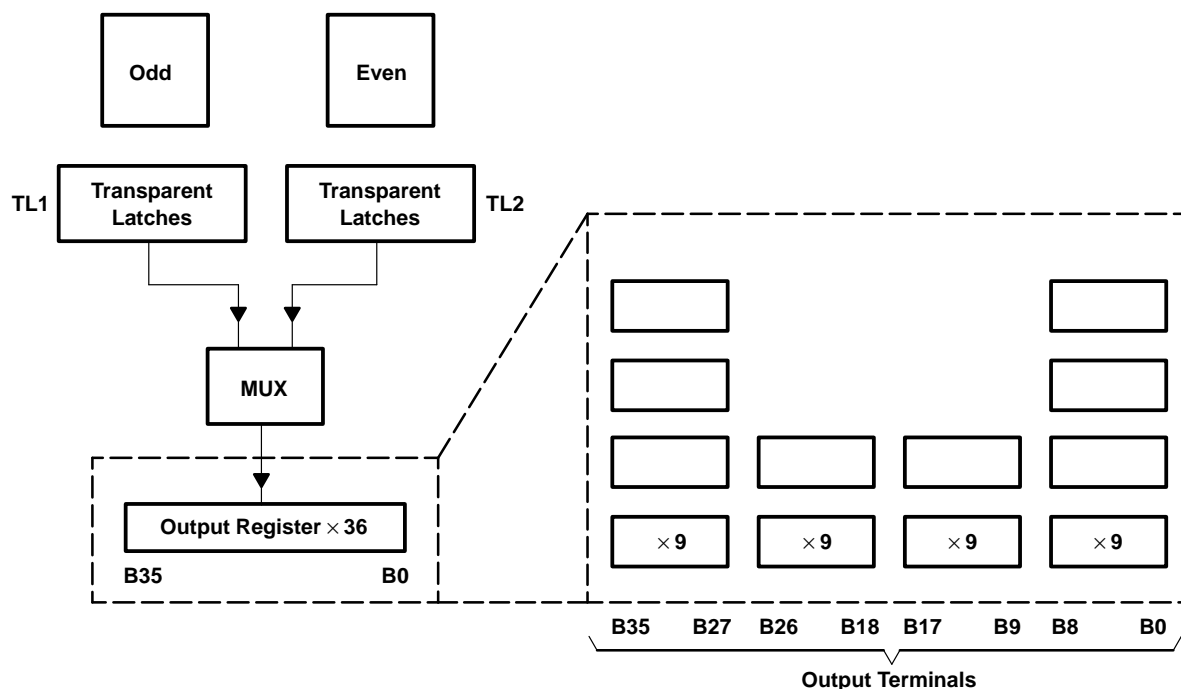 Odd
Even
TL1
Transparent
Latches
Transparent
Latches
TL2
MUX
Output Register × 36
B35 B0
× 9 × 9 × 9 × 9
B35 B27 B26 B18 B17 B9 B8 B0
Output Terminals